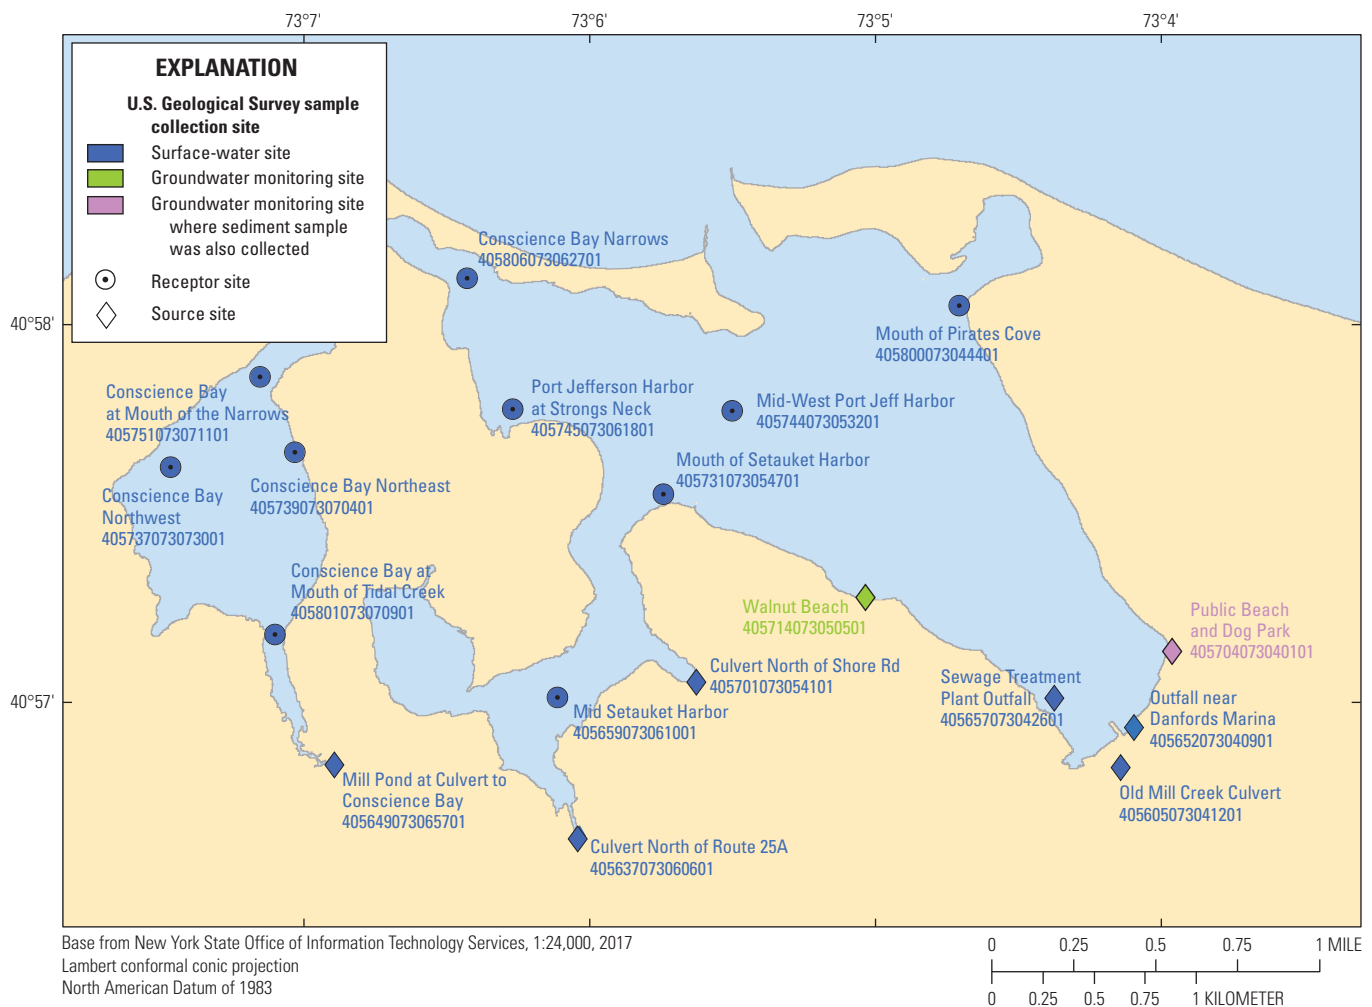 73°7'
73°6'
73°5'
73°4'
EXPLANATION
U.S. Geological Survey sample
collection site
Surface-water site
Groundwater monitoring site
Groundwater monitoring site
where sediment sample
was also collected
Receptor site
Source site
40°58'
40°57'
Conscience Bay Narrows
405806073062701
Mouth of Pirates Cove
405800073044401
Conscience Bay
at Mouth of the Narrows
405751073071101
Port Jefferson Harbor
at Strongs Neck
405745073061801
Mid-West Port Jeff Harbor
405744073053201
Mouth of Setauket Harbor
405731073054701
Conscience Bay Northeast
405739073070401
Conscience Bay
Northwest
405737073073001
Conscience Bay at
Mouth of Tidal Creek
405801073070901
Walnut Beach
405714073050501
Public Beach
and Dog Park
405704073040101
Culvert North of Shore Rd
405701073054101
Sewage Treatment
Plant Outfall
405657073042601
Outfall near
Danfords Marina
405652073040901
Mid Setauket Harbor
405659073061001
Mill Pond at Culvert to
Conscience Bay
405649073065701
Old Mill Creek Culvert
405605073041201
Culvert North of Route 25A
405637073060601
Base from New York State Office of Information Technology Services, 1:24,000, 2017
Lambert conformal conic projection
North American Datum of 1983
0 0.25 0.5 0.75 1 MILE
0 0.25 0.5 0.75 1 KILOMETER